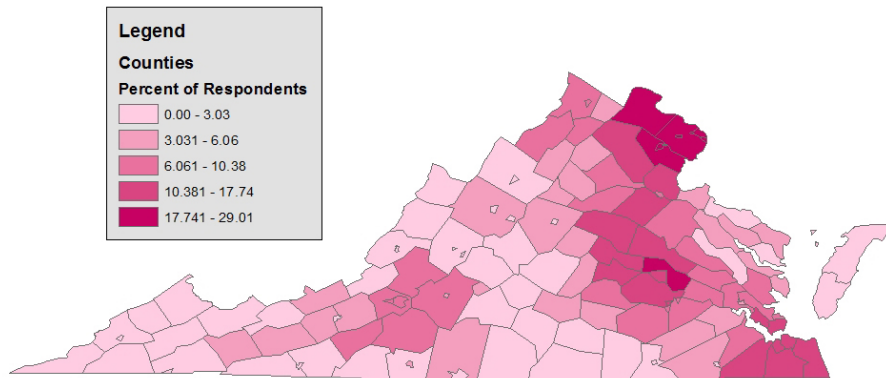 Legend
Counties
Percent of Respondents
0.00 - 3.03
3.031 - 6.06
6.061 - 10.38
10.381 - 17.74
17.741 - 29.01